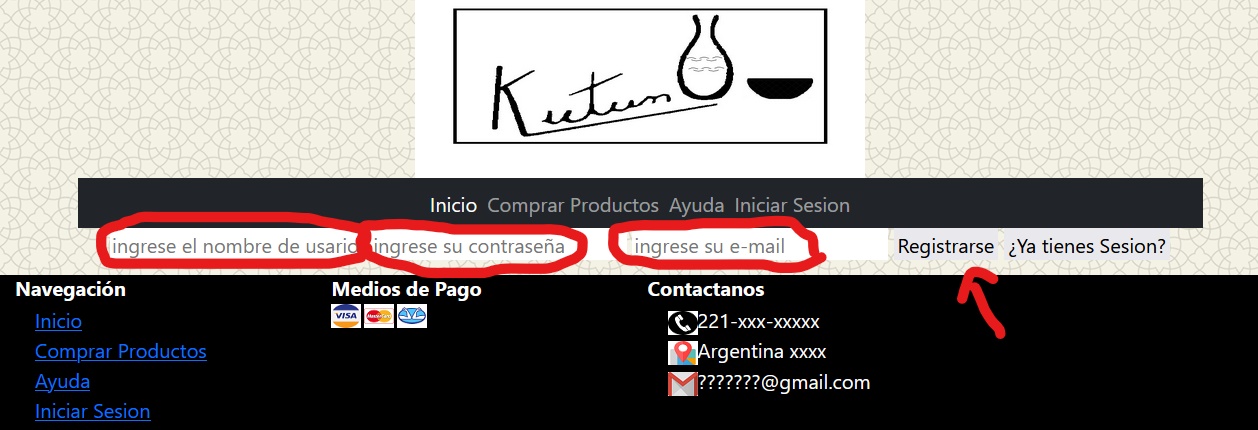 Kutun
Inicio Comprar Productos Ayuda Iniciar Sesion
ingrese el nombre de usario ingrese su contraseña ingrese su e-mail Registrarse ¿Ya tienes Sesion?
Navegación Medios de Pago Contactanos
Inicio VISA MasterCard 221-xxx-xxxxx
Comprar Productos Argentina xxxx
Ayuda ???????@gmail.com
Iniciar Sesion